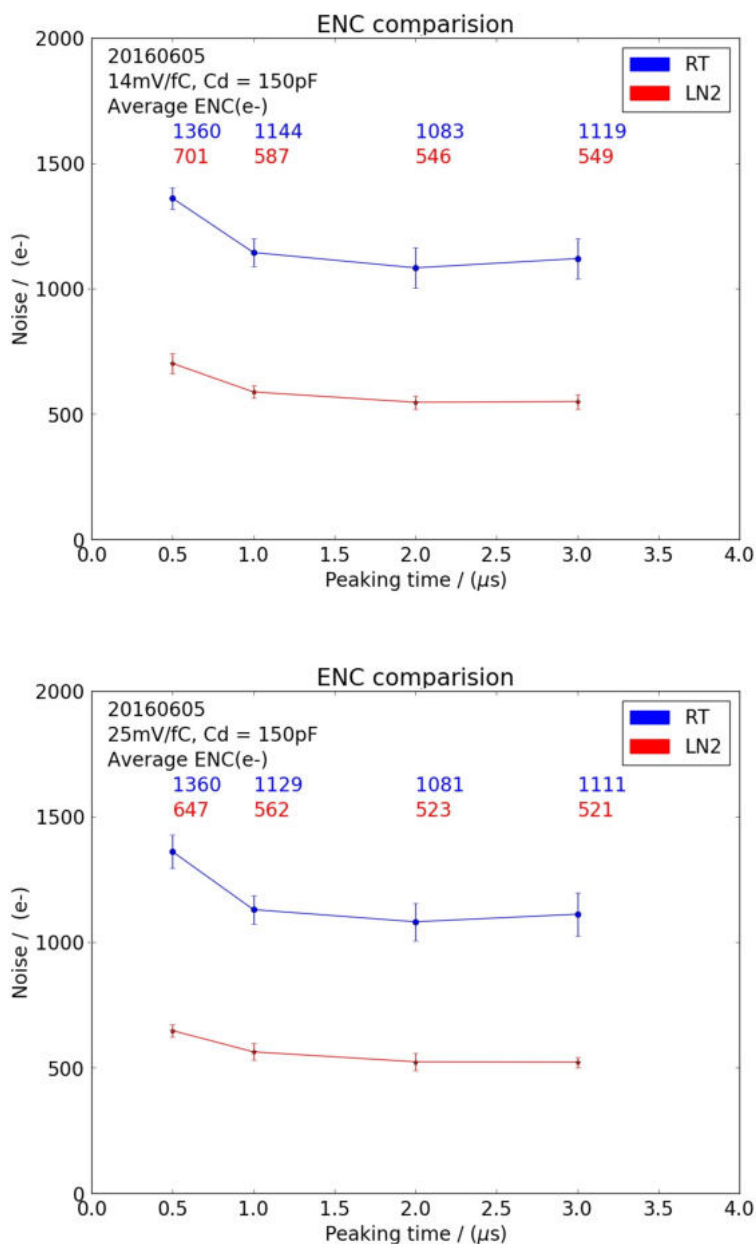 ENC comparision
20160605
14mV/fC, Cd = 150pF
Average ENC(e-)
1360 1144 1083 1119
701 587 546 549
RT
LN2
2000
1500
1000
500
0
Noise / (e-)
0.0 0.5 1.0 1.5 2.0 2.5 3.0 3.5 4.0
Peaking time / (μs)
ENC comparision
20160605
25mV/fC, Cd = 150pF
Average ENC(e-)
1360 1129 1081 1111
647 562 523 521
RT
LN2
2000
1500
1000
500
0
Noise / (e-)
0.0 0.5 1.0 1.5 2.0 2.5 3.0 3.5 4.0
Peaking time / (μs)